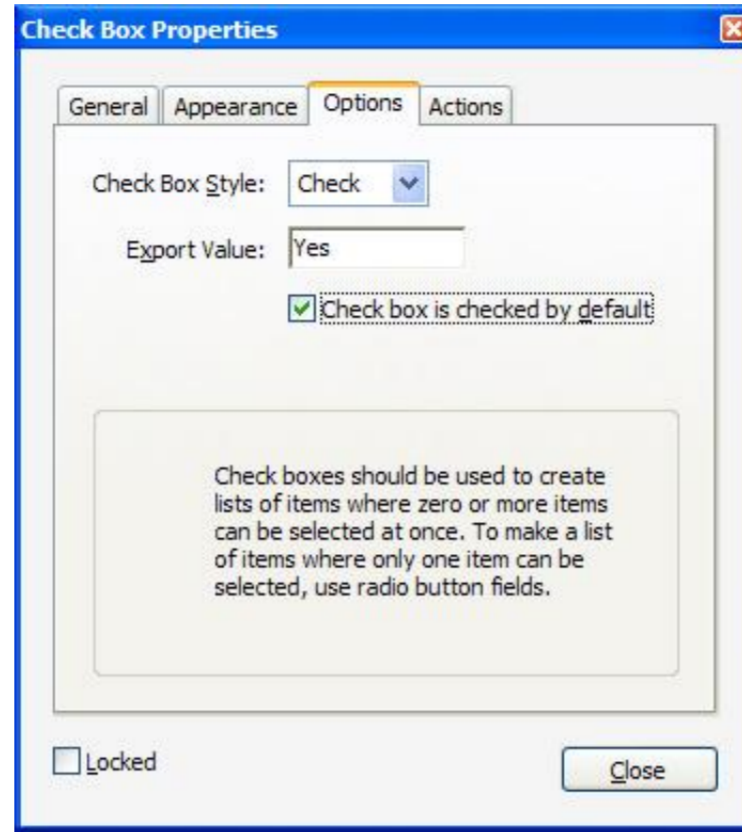 Check Box Properties
General Appearance Options Actions
Check Box Style: Check
Export Value: Yes
Check box is checked by default
Check boxes should be used to create
lists of items where zero or more items
can be selected at once. To make a list
of items where only one item can be
selected, use radio button fields.
Locked
Close